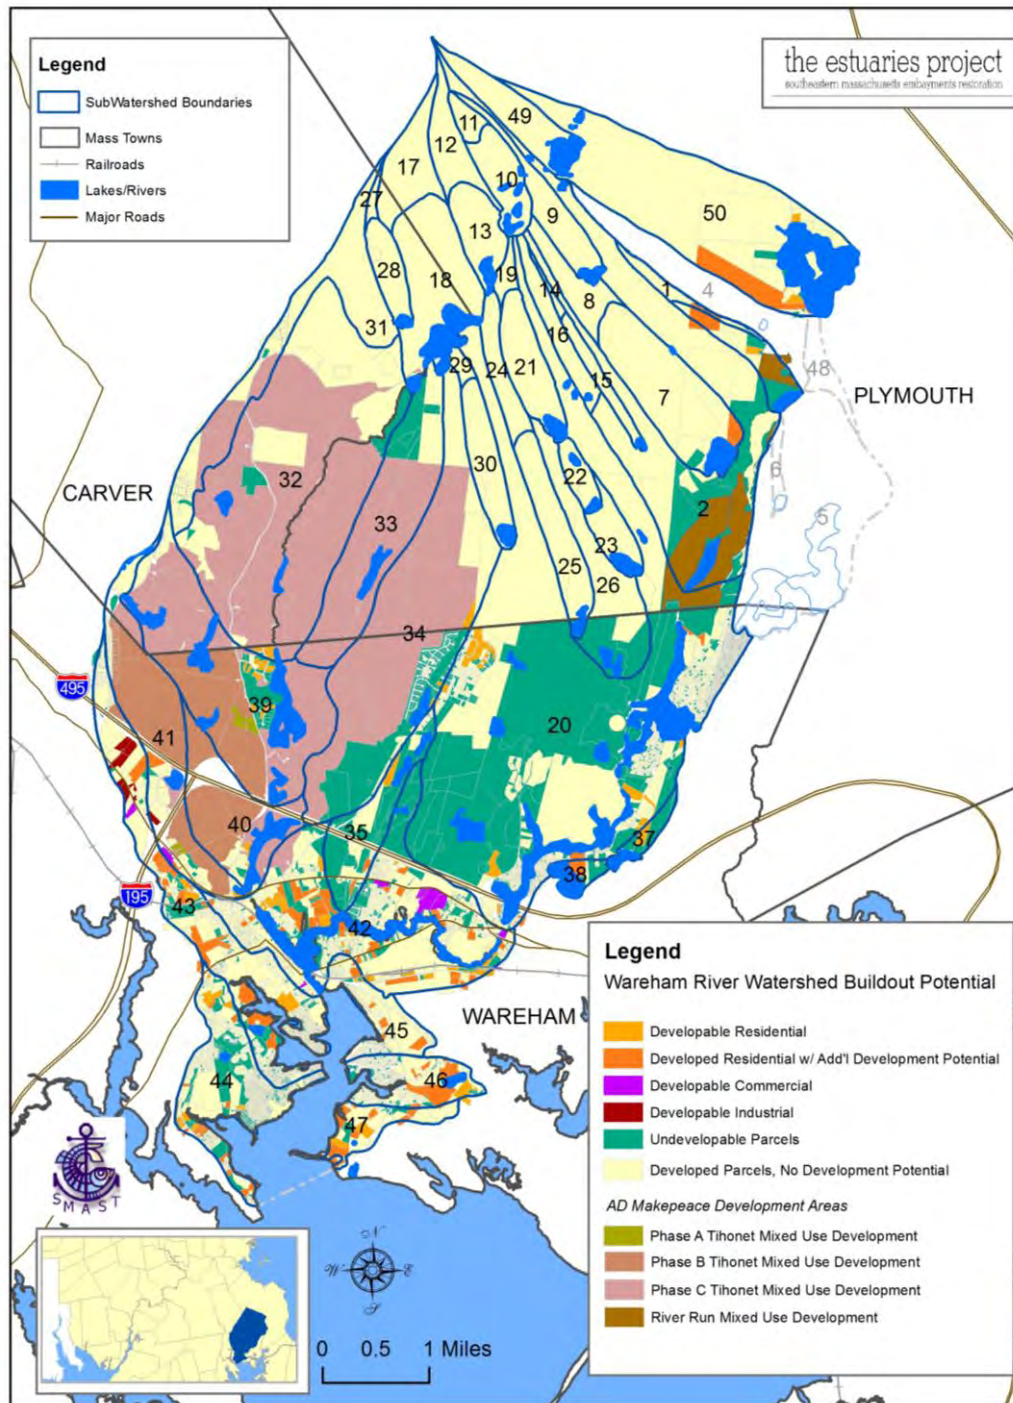 Legend
SubWatershed Boundaries
Mass Towns
Railroads
Lakes/Rivers
Major Roads
the estuaries project
southeastern massachusetts embayments restoration
49
11
12
17
10
27
50
9
13
28
18
19
14
1
4
8
31
16
29
24
21
15
7
48
PLYMOUTH
30
22
6
32
CARVER
33
2
5
23
25
26
34
495
39
20
41
40
35
37
38
195
43
42
Legend
Wareham River Watershed Buildout Potential
WAREHAM
45
Developable Residential
Developed Residential w/ Add'l Development Potential
44
46
Developable Commercial
Developable Industrial
47
Undevelopable Parcels
Developed Parcels, No Development Potential
SMAST
AD Makepeace Development Areas
Phase A Tihonet Mixed Use Development
Phase B Tihonet Mixed Use Development
Phase C Tihonet Mixed Use Development
River Run Mixed Use Development
N
W E
S
0 0.5 1 Miles